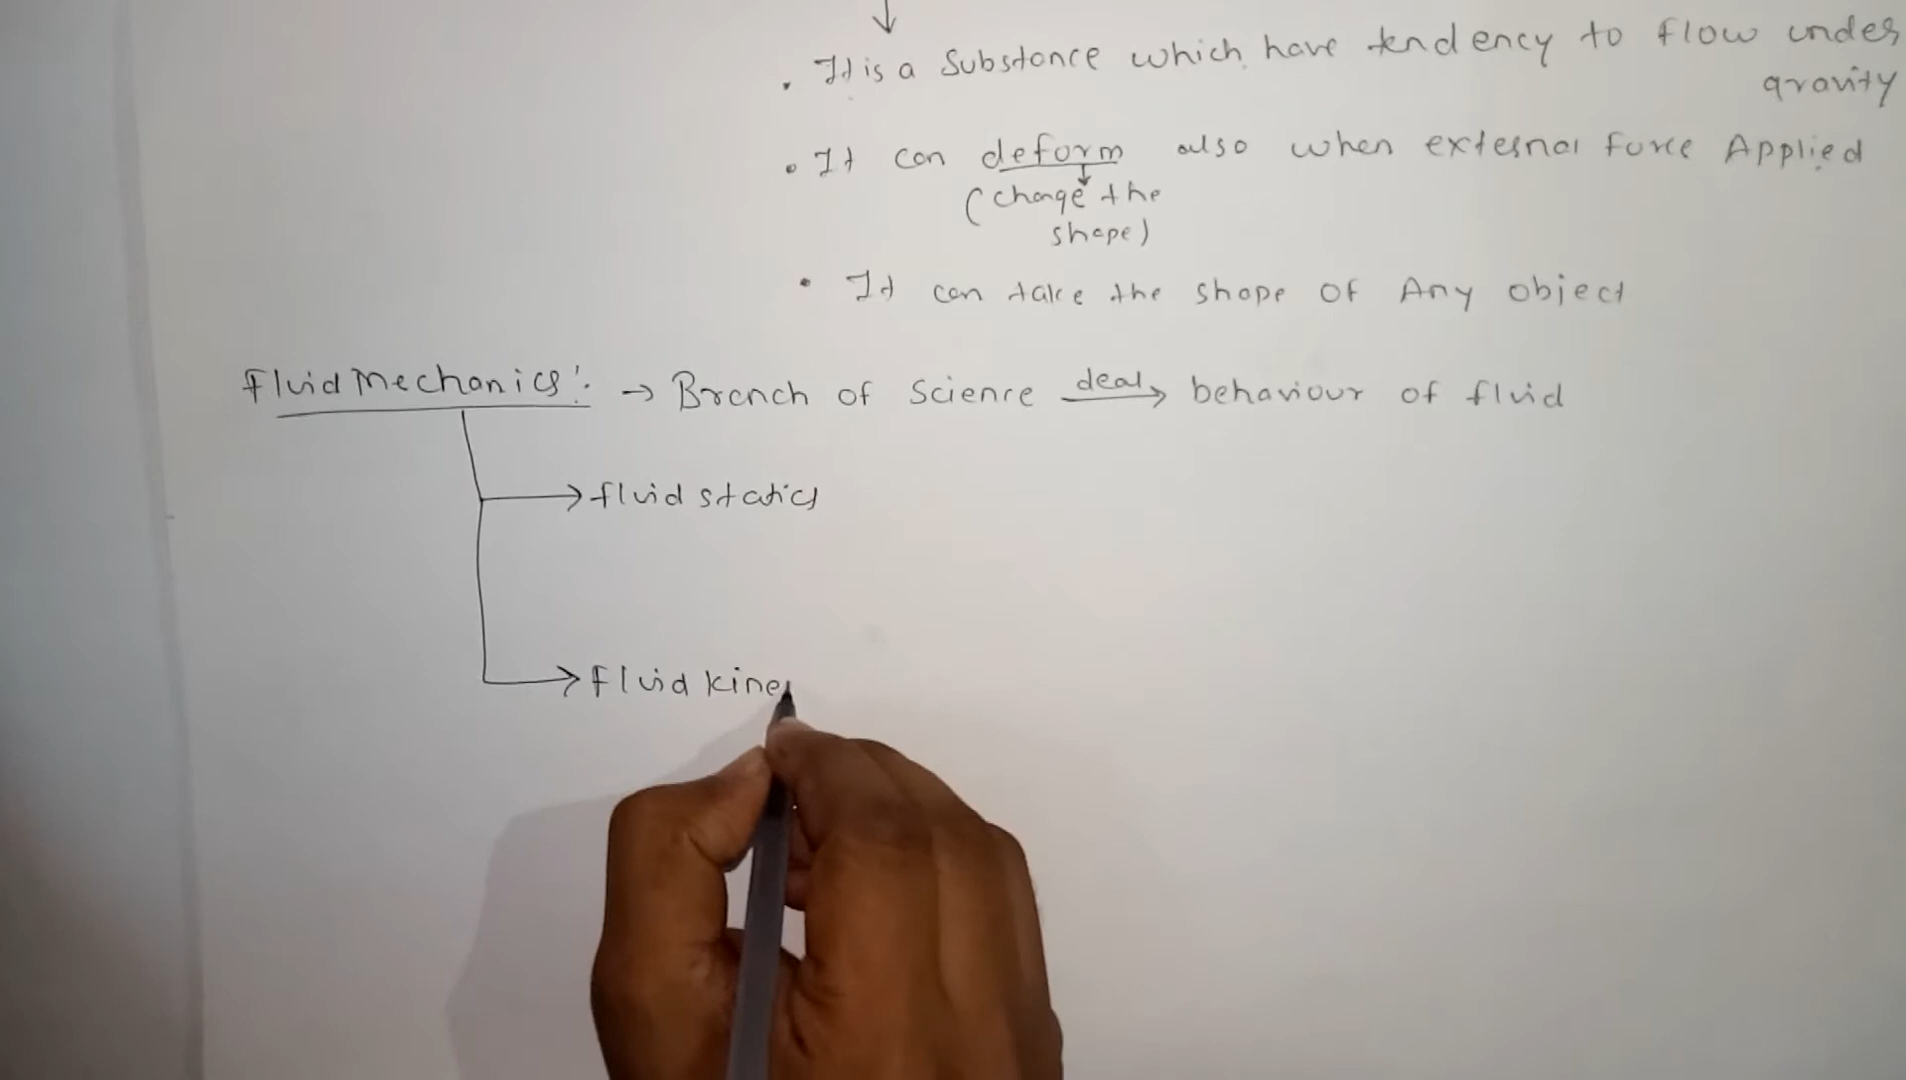 . It is a Substance which have tendency to flow under
gravity
. It can deform also when external force Applied
(change the
shape)
. It can take the shape of Any object
fluid Mechanics :- → Branch of Science deal→ behaviour of fluid
→ fluid statics
→ fluid kine